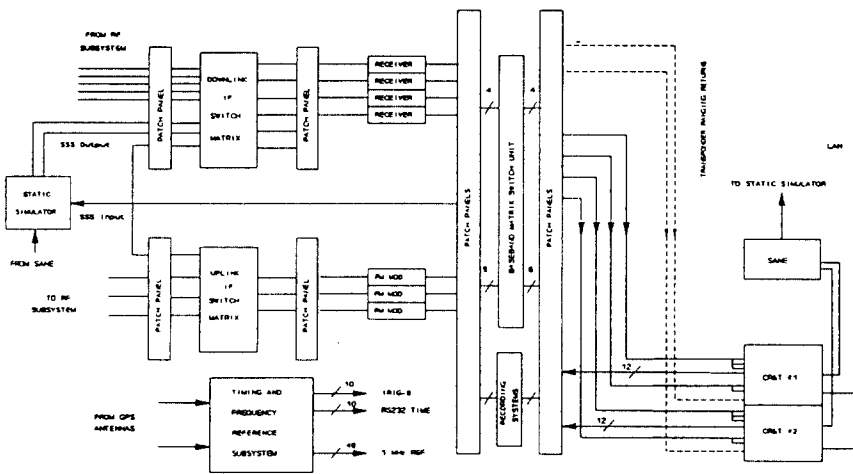 FROM RF
SUBSYSTEM
PATCH PANEL
DOWNLINK
IF
SWITCH
MATRIX
PATCH PANEL
RECEIVER
RECEIVER
RECEIVER
RECEIVER
SSS Output
STATIC
SIMULATOR
SSS Input
FROM SAME
PATCH PANELS
4
BASEBAND MATRIX SWITCH UNIT
4
PATCH PANELS
TRANSPONDER RANGING RETURNS
LAN
TO STATIC SIMULATOR
SAME
TO RF
SUBSYSTEM
PATCH PANEL
UPLINK
IF
SWITCH
MATRIX
PATCH PANEL
PM MOD
PM MOD
PM MOD
6
RECORDING
SYSTEMS
12
CR&T #1
12
CR&T #2
FROM GPS
ANTENNAS
TIMING AND
FREQUENCY
REFERENCE
SUBSYSTEM
10
IRIG-B
10
RS232 TIME
48
5 MHz REF